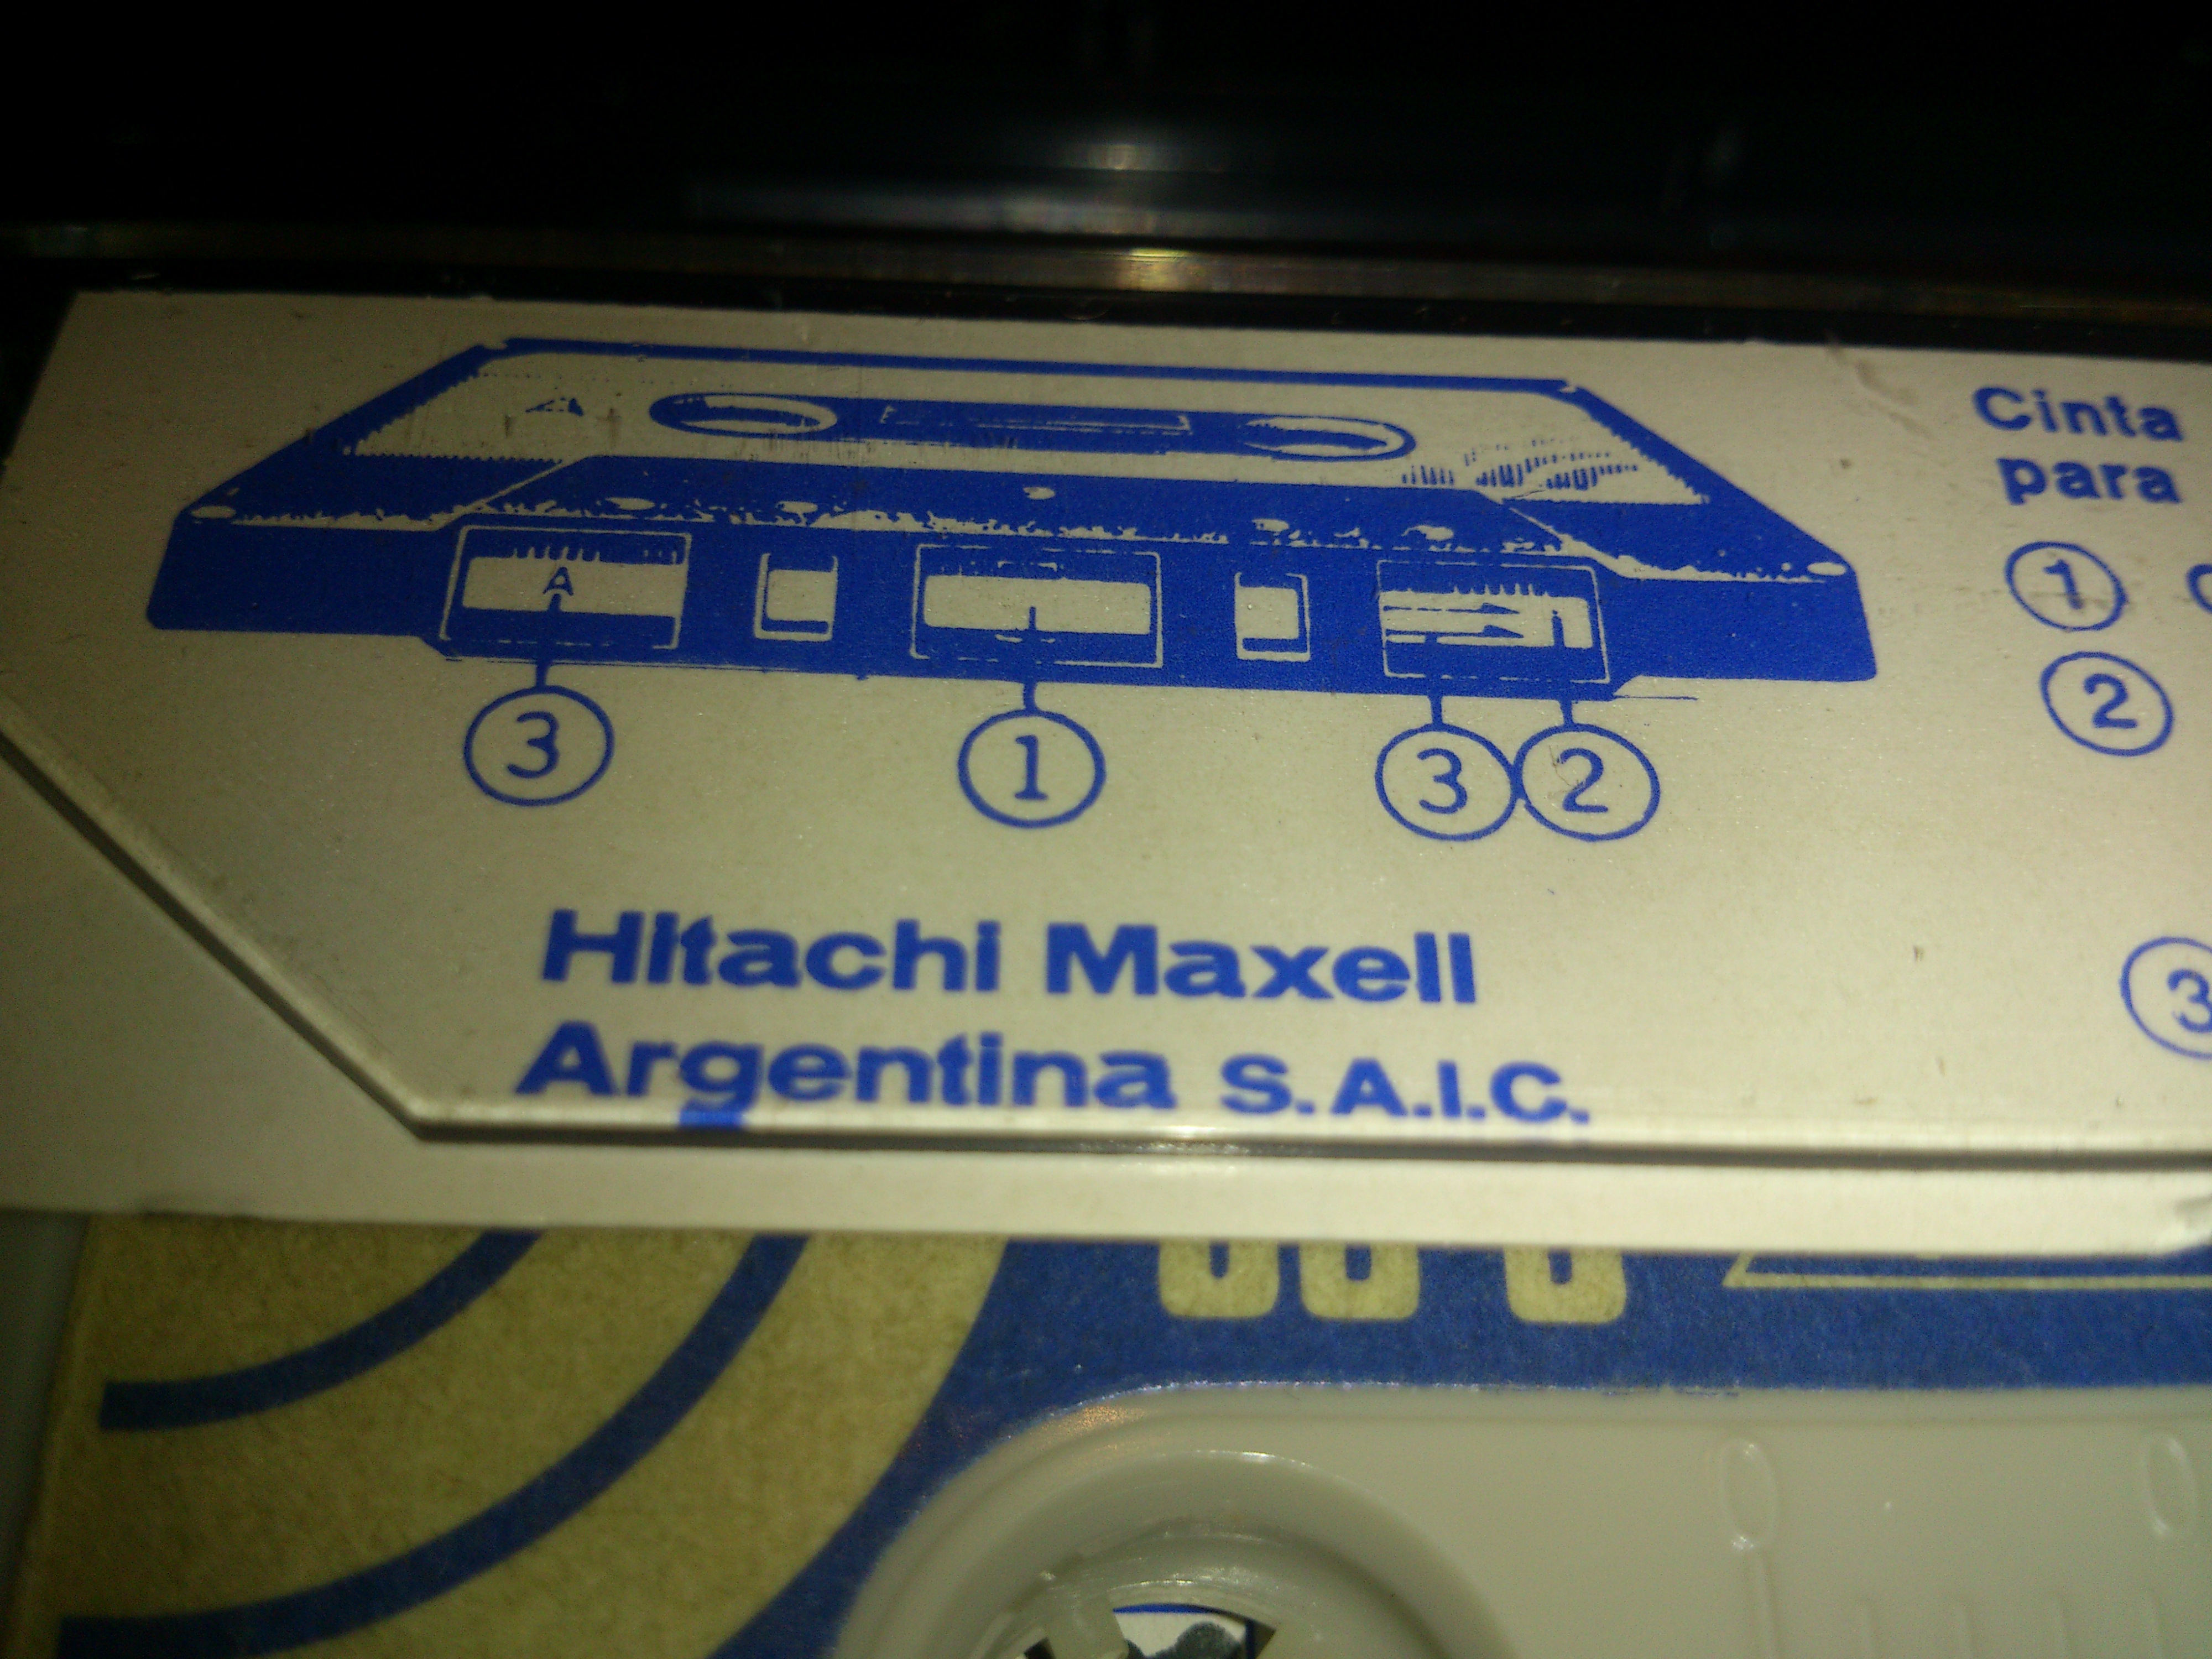 A
A
3 1 3 2
Hitachi Maxell
Argentina S.A.I.C.
Cinta
para
1
2
3